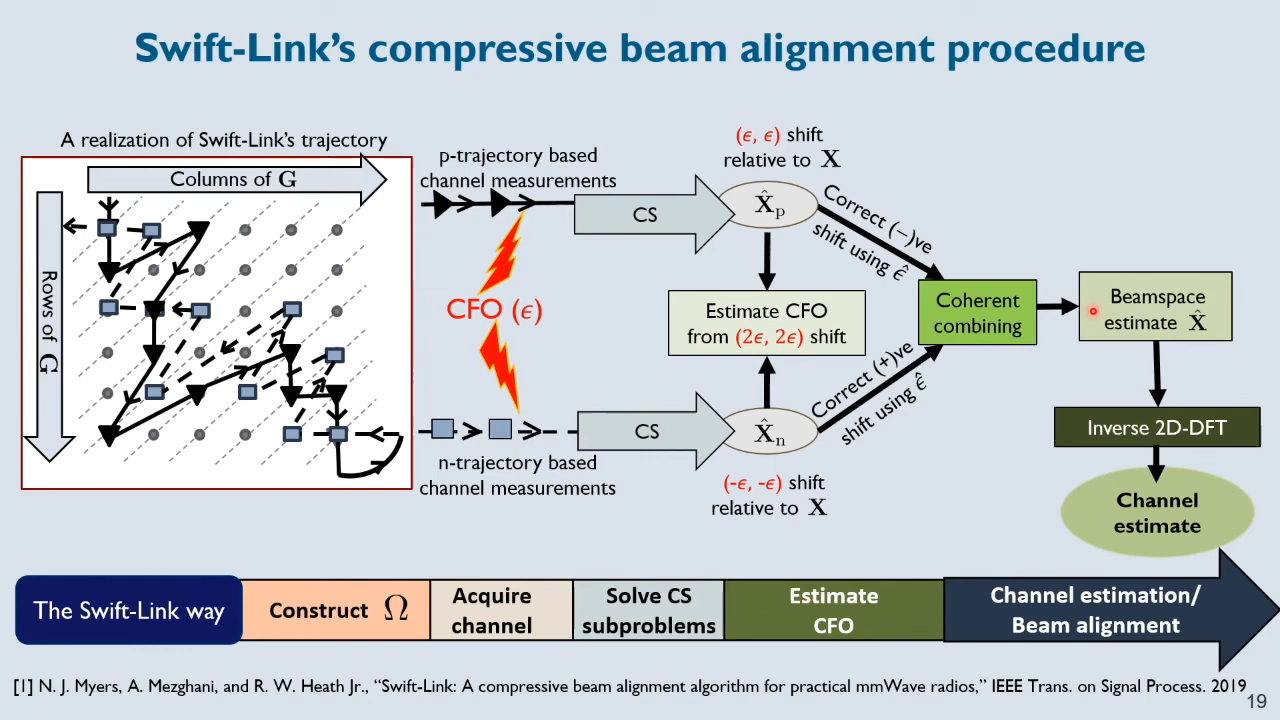 Swift-Link's compressive beam alignment procedure
A realization of Swift-Link's trajectory
Columns of G
Rows of G
p-trajectory based
channel measurements
CFO (ϵ)
n-trajectory based
channel measurements
CS
CS
(ϵ, ϵ) shift
relative to X
X̂p
Estimate CFO
from (2ϵ, 2ϵ) shift
X̂n
(-ϵ, -ϵ) shift
relative to X
Correct (−)ve
shift using ϵ̂
Correct (+)ve
shift using ϵ̂
Coherent
combining
Beamspace
estimate X̂
Inverse 2D-DFT
Channel
estimate
The Swift-Link way
Construct Ω
Acquire
channel
Solve CS
subproblems
Estimate
CFO
Channel estimation/
Beam alignment
[1] N. J. Myers, A. Mezghani, and R. W. Heath Jr., “Swift-Link: A compressive beam alignment algorithm for practical mmWave radios,” IEEE Trans. on Signal Process. 2019
19